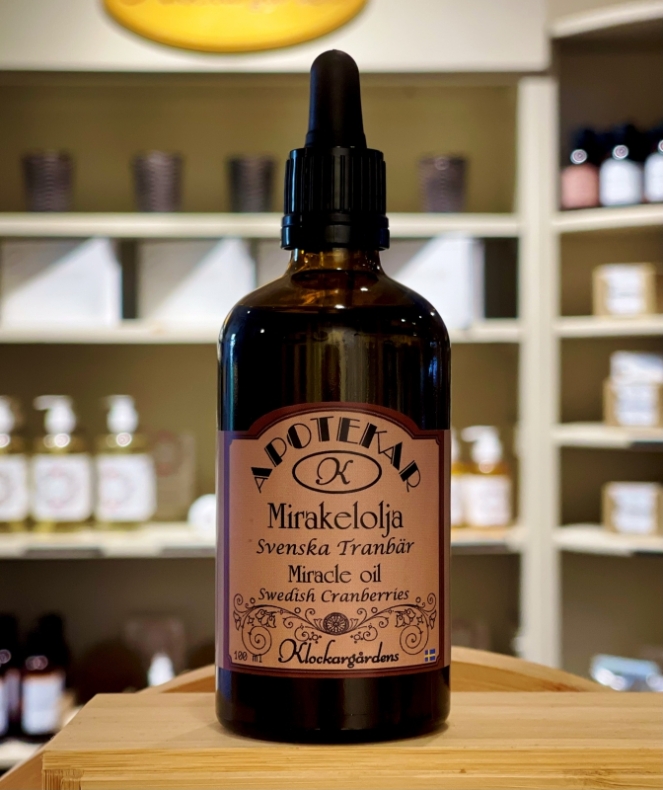 APOTEKAR
K
Mirakelolja
Svenska Tranbär
Miracle oil
Swedish Cranberries
100 ml
Klockargårdens